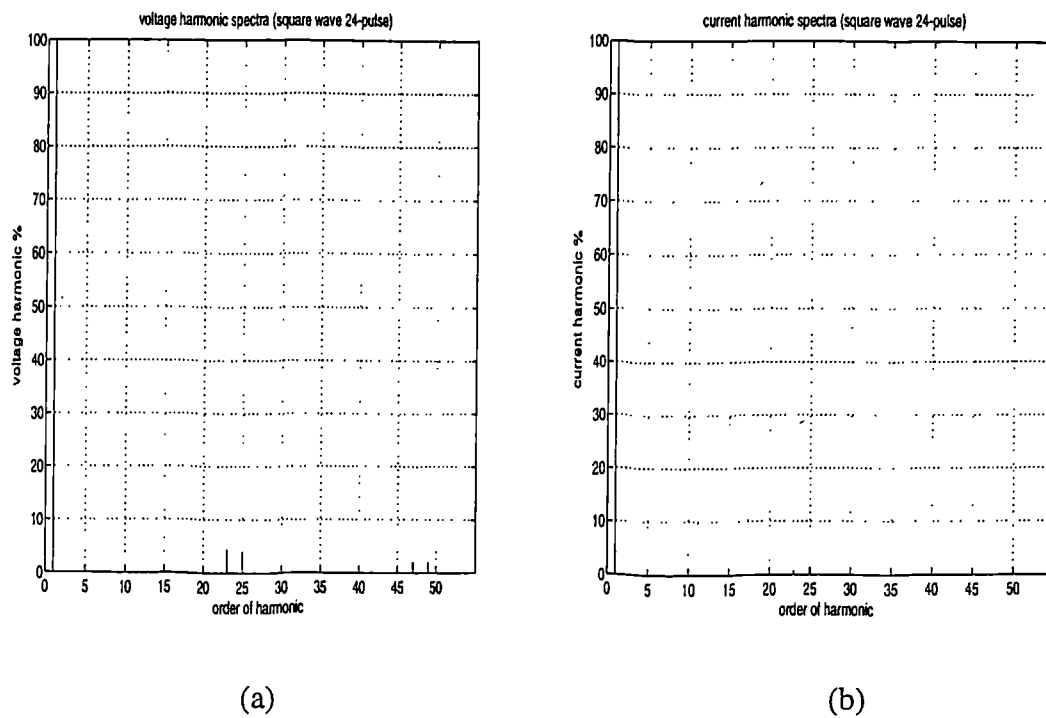 voltage harmonic spectra (square wave 24-pulse)
100
90
80
70
60
50
40
30
20
10
0
voltage harmonic %
0 5 10 15 20 25 30 35 40 45 50
order of harmonic
(a)
current harmonic spectra (square wave 24-pulse)
100
90
80
70
60
50
40
30
20
10
0
current harmonic %
0 5 10 15 20 25 30 35 40 45 50
order of harmonic
(b)